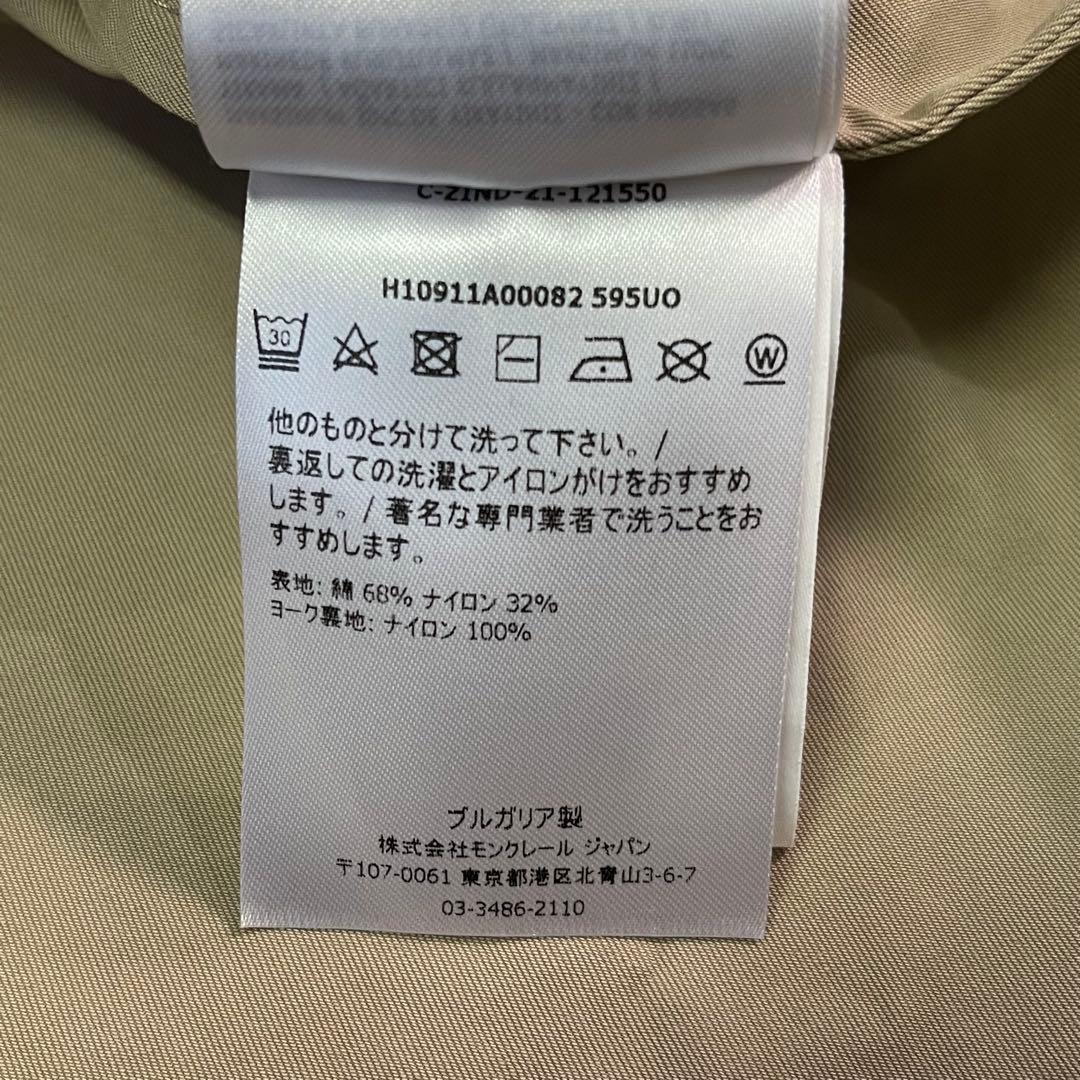 C-ZIND-21-121550
H10911A00082 595UO
30
W
他のものと分けて洗って下さい。/
裏返しての洗濯とアイロンがけをおすすめ
します。/ 著名な専門業者で洗うことをお
すすめします。
表地: 綿 68% ナイロン 32%
ヨーク裏地: ナイロン 100%
ブルガリア製
株式会社モンクレール ジャパン
〒107-0061 東京都港区北青山3-6-7
03-3486-2110